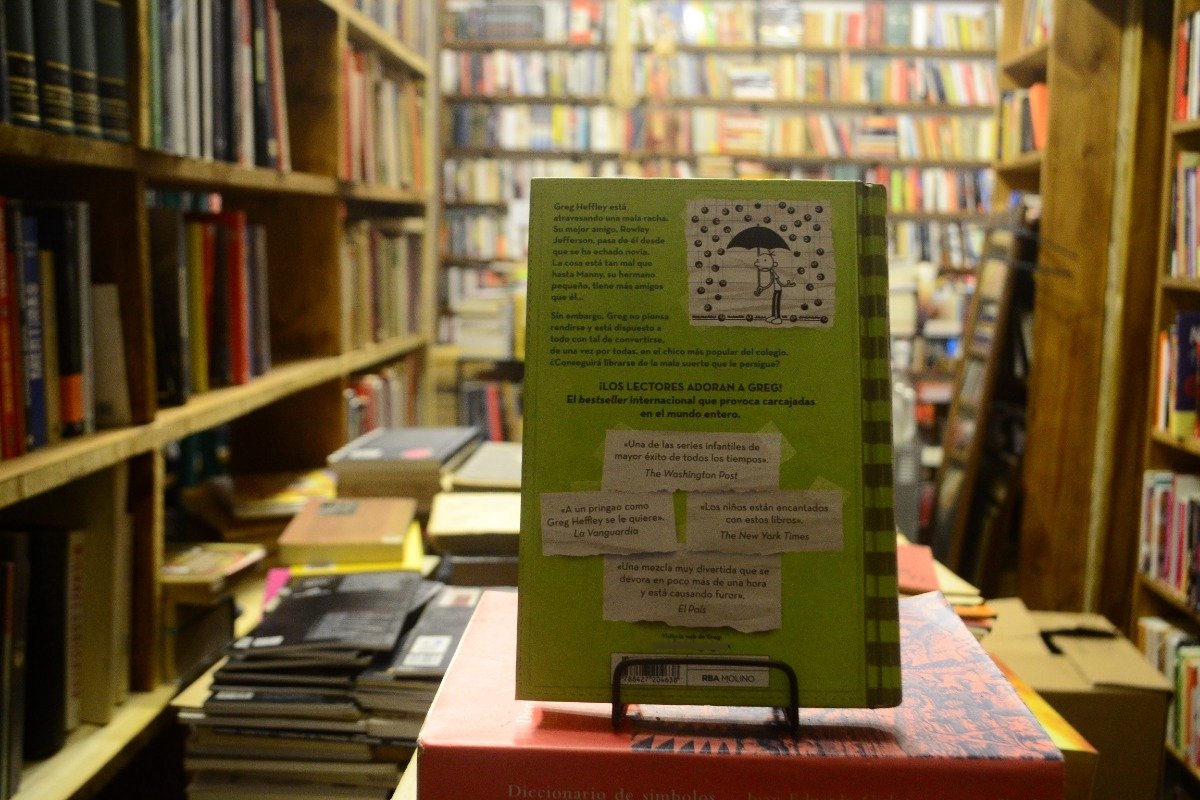 Greg Heffley está
atravesando una mala racha.
Su mejor amigo, Rowley
Jefferson, pasa de él desde
que se ha echado novia.
La cosa está tan mal que
hasta Manny, su hermano
pequeño, tiene más amigos
que él...
Sin embargo, Greg no piensa
rendirse y está dispuesto a
todo con tal de convertirse,
de una vez por todas, en el chico más popular del colegio.
¿Conseguirá librarse de la mala suerte que le persigue?
¡LOS LECTORES ADORAN A GREG!
El bestseller internacional que provoca carcajadas
en el mundo entero.
«Una de las series infantiles de
mayor éxito de todos los tiempos».
The Washington Post
«A un pringao como
Greg Heffley se le quiere».
La Vanguardia
«Los niños están encantados
con estos libros».
The New York Times
«Una mezcla muy divertida que se
devora en poco más de una hora
y está causando furor».
El País
Visita la web de Greg:
RBA MOLINO
Diccionario de símbolos